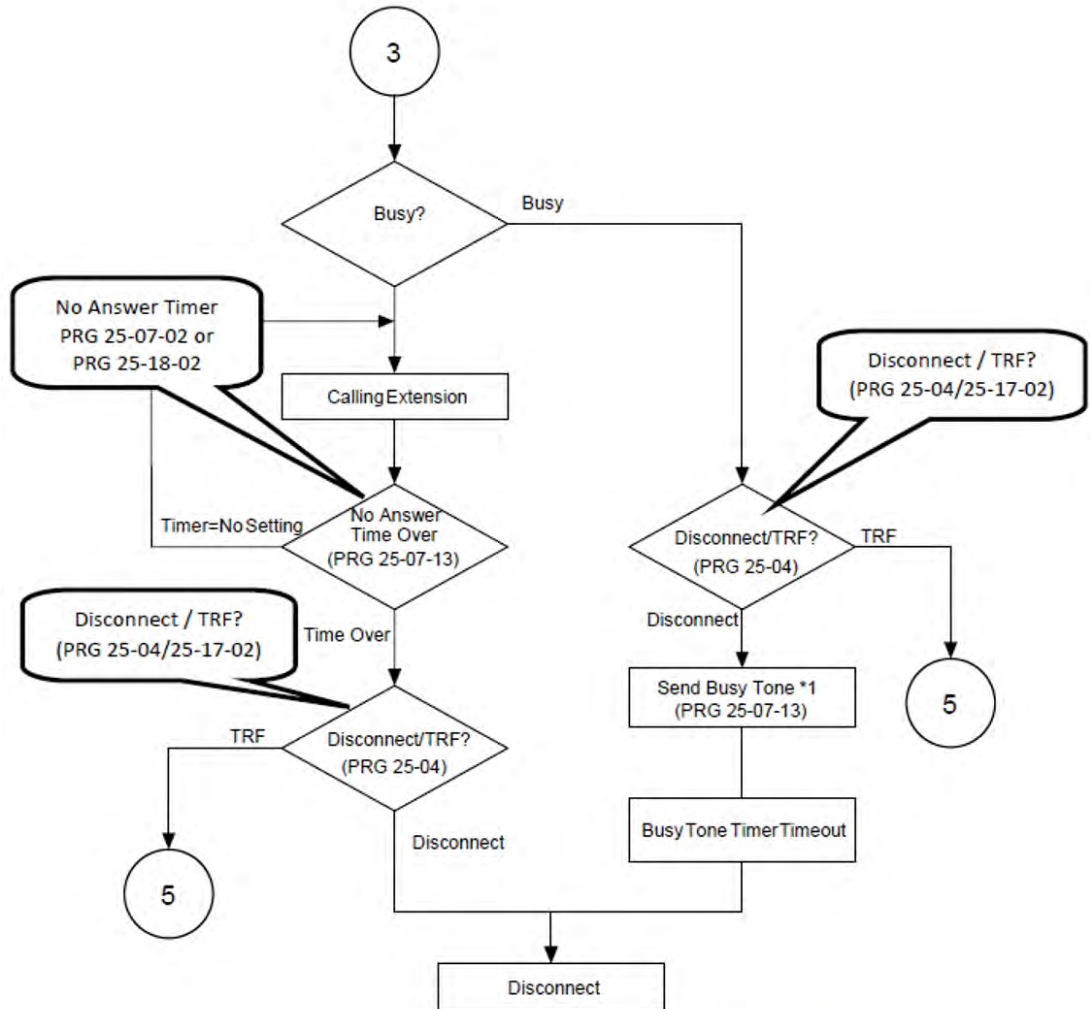 3
Busy?
Busy
No Answer Timer
PRG 25-07-02 or
PRG 25-18-02
Calling Extension
Disconnect / TRF?
(PRG 25-04/25-17-02)
Timer=No Setting
No Answer
Time Over
(PRG 25-07-13)
Disconnect/TRF?
(PRG 25-04)
TRF
Disconnect / TRF?
(PRG 25-04/25-17-02)
Time Over
Disconnect
Send Busy Tone *1
(PRG 25-07-13)
5
TRF
Disconnect/TRF?
(PRG 25-04)
Disconnect
Busy Tone Timer Timeout
5
Disconnect